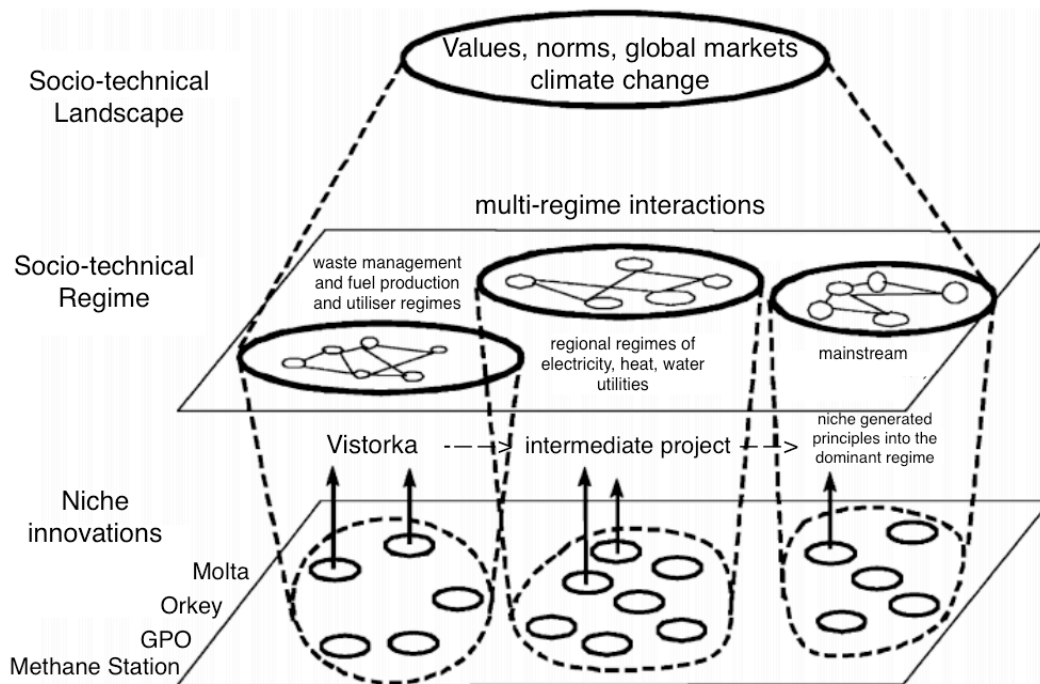 Values, norms, global markets
climate change
Socio-technical
Landscape
multi-regime interactions
Socio-technical
Regime
waste management
and fuel production
and utiliser regimes
regional regimes of
electricity, heat, water
utilities
mainstream
Vistorka
intermediate project
niche generated
principles into the
dominant regime
Niche
innovations
Molta
Orkey
GPO
Methane Station